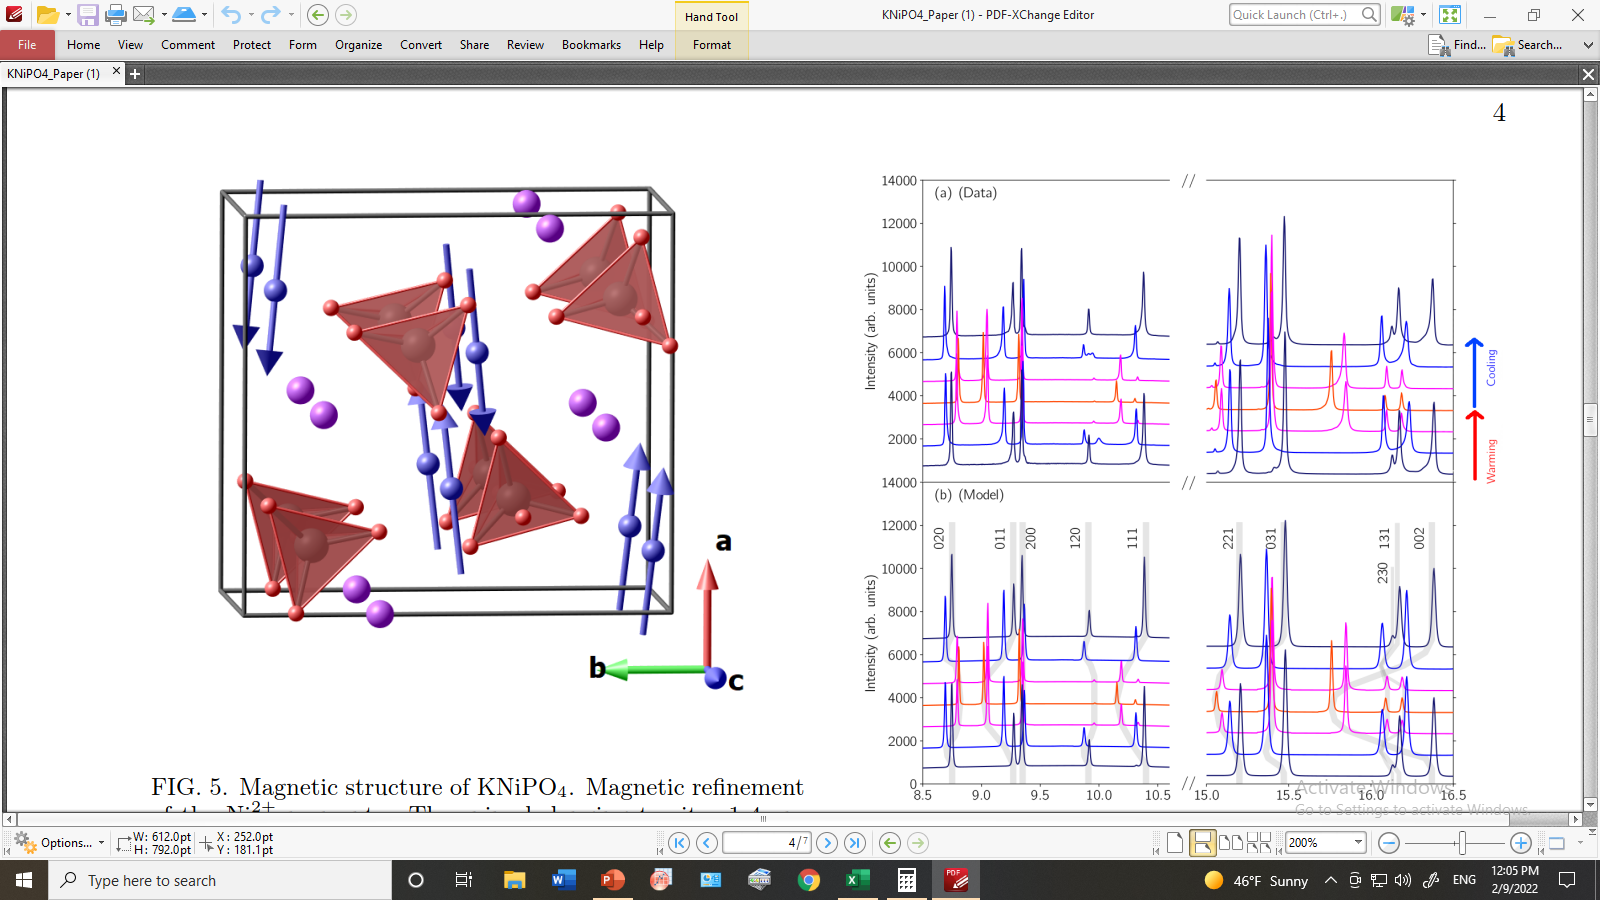 Hand Tool
KNiPO4_Paper (1) - PDF-XChange Editor
Quick Launch (Ctrl+.)
File Home View Comment Protect Form Organize Convert Share Review Bookmarks Help Format
Find... Search...
KNiPO4_Paper (1)
4
a
b
c
FIG. 5. Magnetic structure of KNiPO4. Magnetic refinement
14000
12000
10000
8000
6000
4000
2000
Intensity (arb. units)
(a) (Data)
//
Cooling
Warming
14000
12000
10000
8000
6000
4000
2000
0
Intensity (arb. units)
(b) (Model)
//
020 011 200 120 111 221 031 230 131 002
8.5 9.0 9.5 10.0 10.5 // 15.0 15.5 16.0 16.5
Activate Windows
Go to Settings to activate Windows.
Options...
W: 612.0pt
H: 792.0pt
X : 252.0pt
Y : 181.1pt
4/7
200%
Type here to search
46°F Sunny
ENG
12:05 PM
2/9/2022